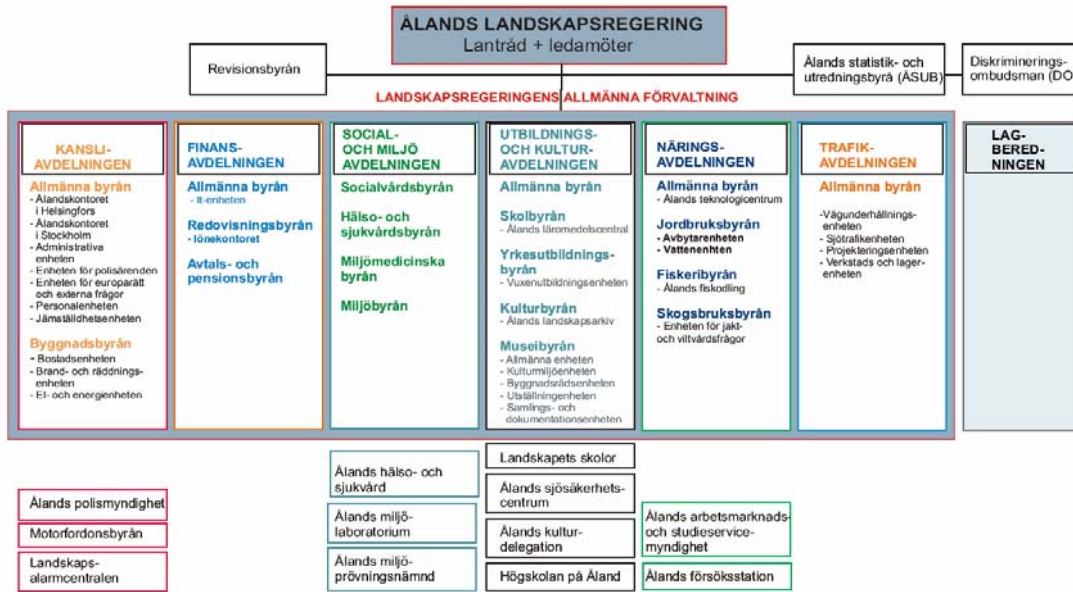 ÅLANDS LANDSKAPSREGERING
Lantråd + ledamöter
Revisionsbyrån
Ålands statistik- och
utredningsbyrå (ÅSUB)
Diskriminerings-
ombudsman (DO
LANDSKAPSREGERINGENS ALLMÄNNA FÖRVALTNING
KANSLI-
AVDELNINGEN
Allmänna byrån
- Ålandskontoret
i Helsingfors
- Ålandskontoret
i Stockholm
- Administrativa
enheten
- Enheten för polisärenden
- Enheten för europarätt
och externa frågor
- Personalenheten
- Jämställdhetsenheten
Byggnadsbyrån
- Bostadsenheten
- Brand- och räddnings-
enheten
- El- och energienheten
FINANS-
AVDELNINGEN
Allmänna byrån
- It-enheten
Redovisningsbyrån
- lönekontoret
Avtals- och
pensionsbyrån
SOCIAL-
OCH MILJÖ
AVDELNINGEN
Socialvårdsbyrån
Hälso- och
sjukvårdsbyrån
Miljömedicinska
byrån
Miljöbyrån
UTBILDNINGS-
OCH KULTUR-
AVDELNINGEN
Allmänna byrån
Skolbyrån
- Ålands läromedelscentral
Yrkesutbildnings-
byrån
- Vuxenutbildningsenheten
Kulturbyrån
- Ålands landskapsarkiv
Museibyrån
- Allmänna enheten
- Kulturmiljöenheten
- Byggnadsrådsenheten
- Utställningenheten
- Samlings- och
dokumentationsenheten
NÄRINGS-
AVDELNINGEN
Allmänna byrån
- Ålands teknologicentrum
Jordbruksbyrån
- Avbytarenheten
- Vattenenhten
Fiskeribyrån
- Ålands fiskodling
Skogsbruksbyrån
- Enheten för jakt-
och viltvårdsfrågor
TRAFIK-
AVDELNINGEN
Allmänna byrån
-Vägunderhållnings-
enheten
- Sjötrafikenheten
- Projekteringsenheten
- Verkstads och lager-
enheten
LAG-
BERED-
NINGEN
Ålands polismyndighet
Motorfordonsbyrån
Landskaps-
alarmcentralen
Ålands hälso- och
sjukvård
Ålands miljö-
laboratorium
Ålands miljö-
prövningsnämnd
Landskapets skolor
Ålands sjösäkerhets-
centrum
Ålands kultur-
delegation
Högskolan på Åland
Ålands arbetsmarknads-
och studieservice-
myndighet
Ålands försöksstation